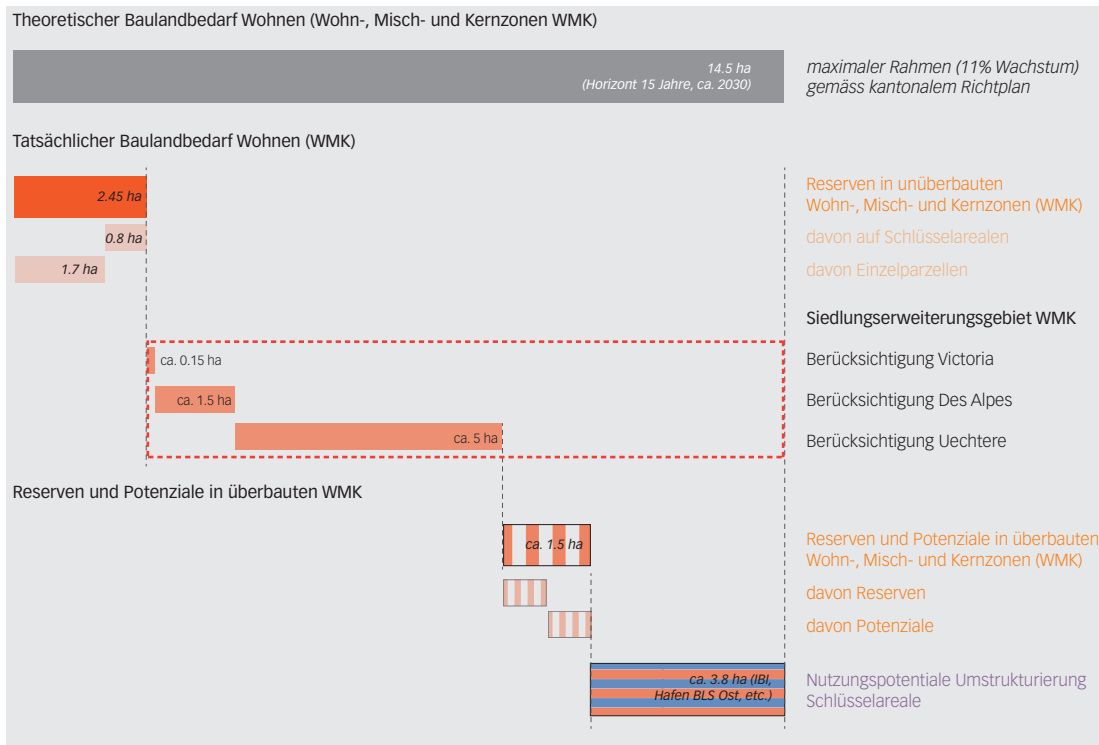 Theoretischer Baulandbedarf Wohnen (Wohn-, Misch- und Kernzonen WMK)
14.5 ha
(Horizont 15 Jahre, ca. 2030)
maximaler Rahmen (11% Wachstum)
gemäss kantonalem Richtplan
Tatsächlicher Baulandbedarf Wohnen (WMK)
2.45 ha
Reserven in unüberbauten
Wohn-, Misch- und Kernzonen (WMK)
0.8 ha
davon auf Schlüsselarealen
1.7 ha
davon Einzelparzellen
Siedlungserweiterungsgebiet WMK
ca. 0.15 ha
Berücksichtigung Victoria
ca. 1.5 ha
Berücksichtigung Des Alpes
ca. 5 ha
Berücksichtigung Uechtere
Reserven und Potenziale in überbauten WMK
ca. 1.5 ha
Reserven und Potenziale in überbauten
Wohn-, Misch- und Kernzonen (WMK)
davon Reserven
davon Potenziale
ca. 3.8 ha (IBI,
Hafen BLS Ost, etc.)
Nutzungspotentiale Umstrukturierung
Schlüsselareale